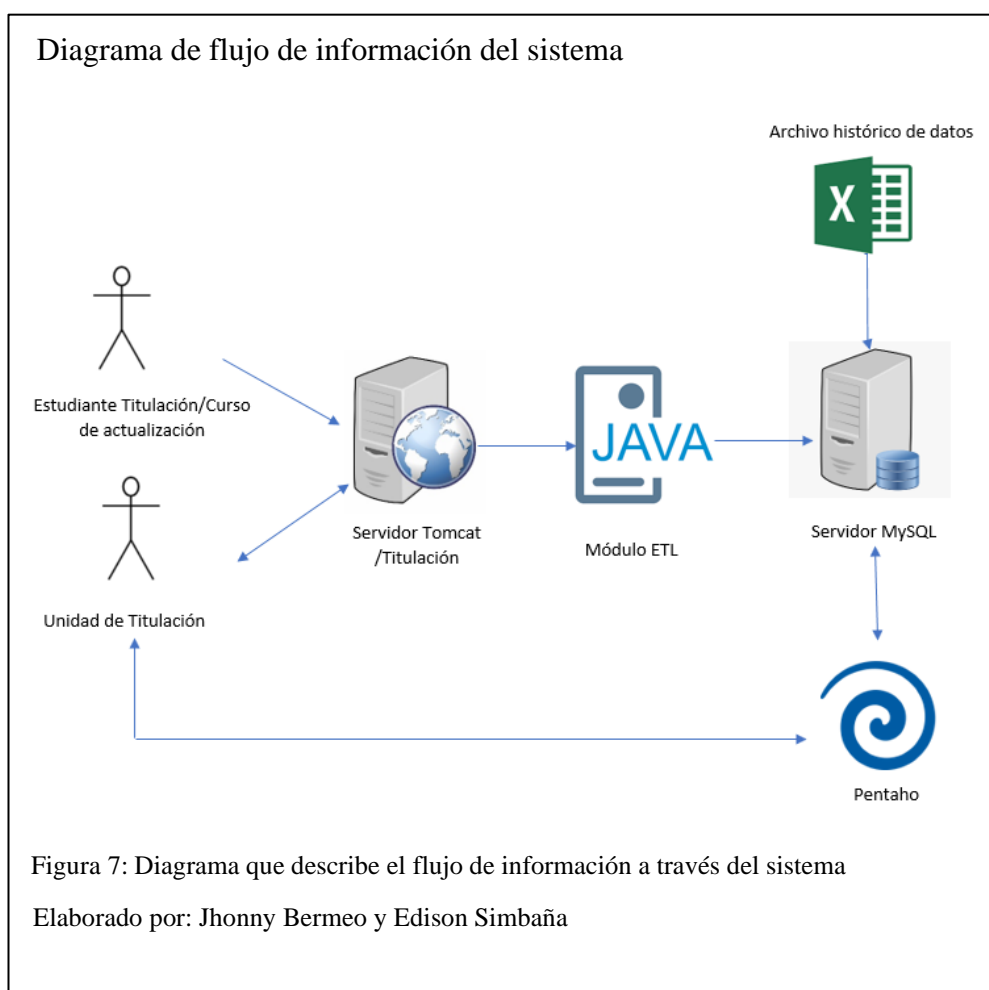 Diagrama de flujo de información del sistema
Archivo histórico de datos
X
Estudiante Titulación/Curso
de actualización
JAVA
Servidor Tomcat
/Titulación
Módulo ETL
Servidor MySQL
Unidad de Titulación
Pentaho
Figura 7: Diagrama que describe el flujo de información a través del sistema
Elaborado por: Jhonny Bermeo y Edison Simbaña